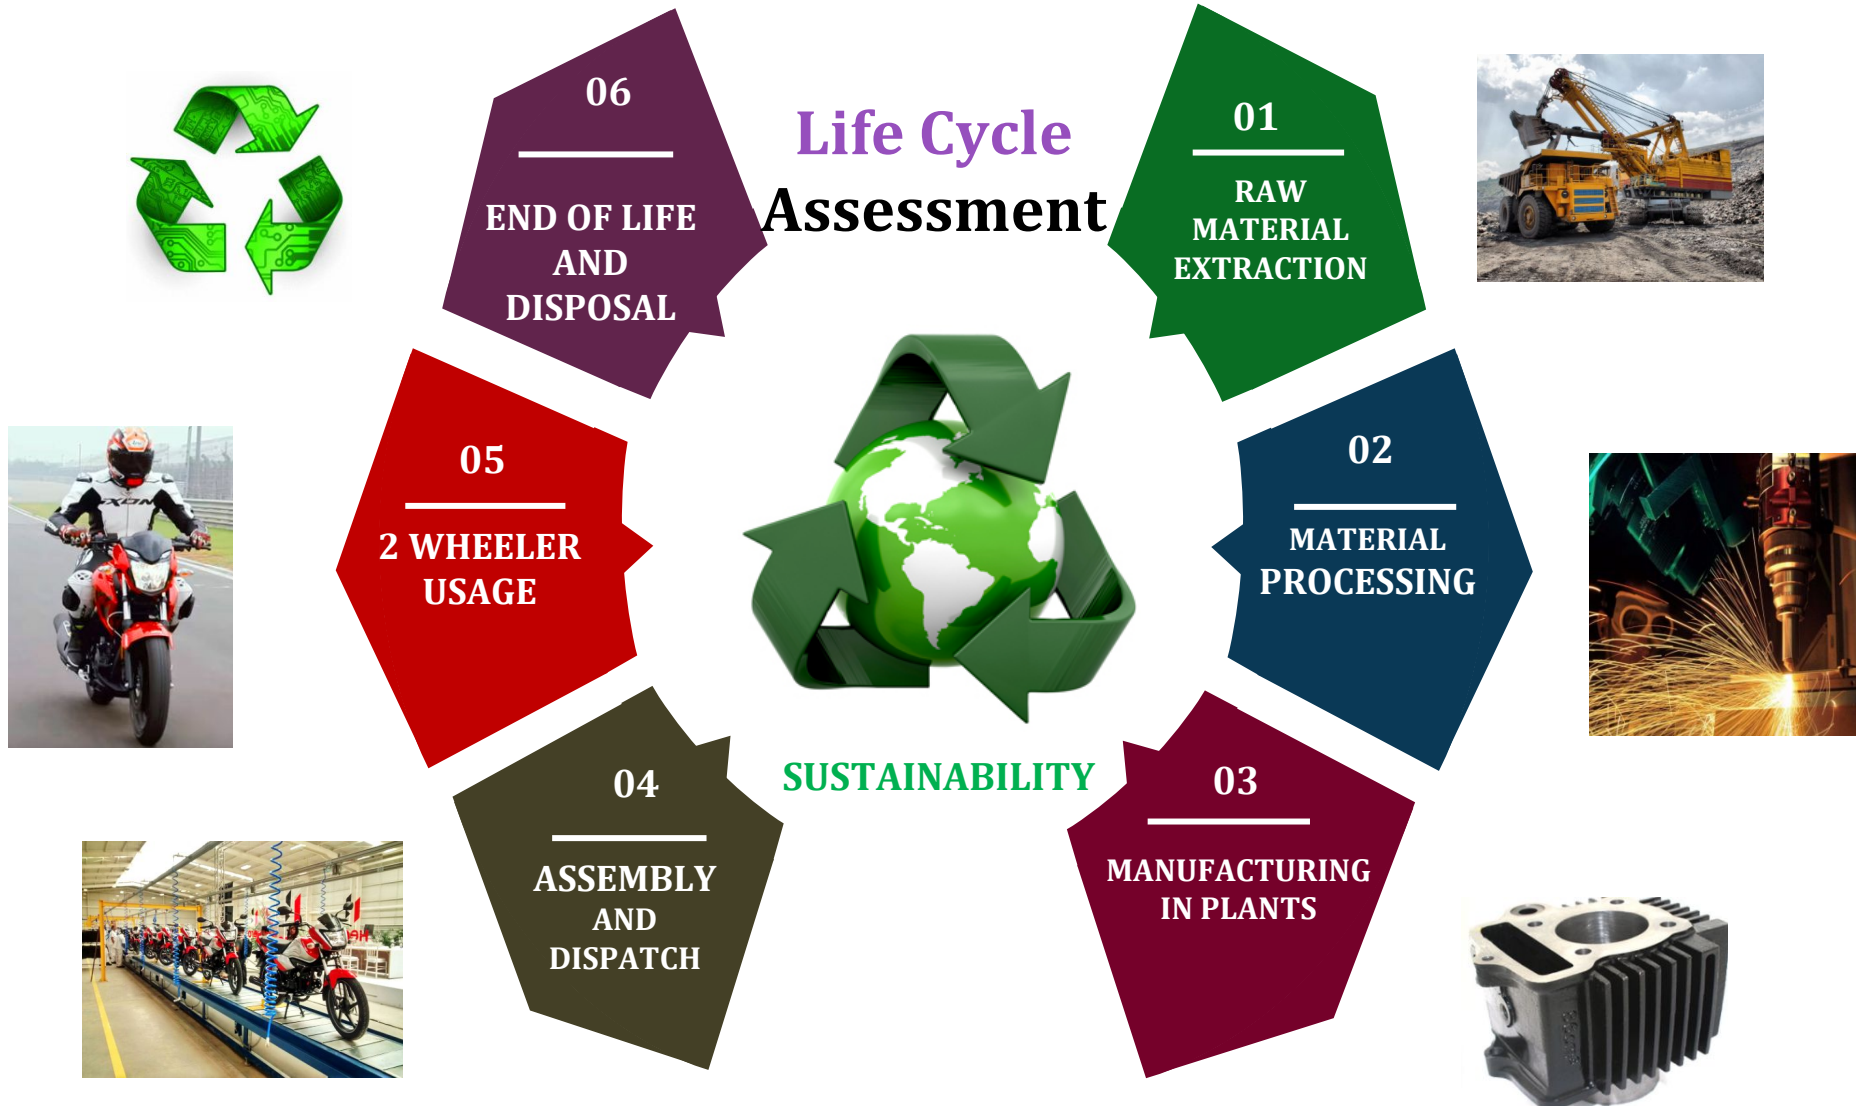 Life Cycle
Assessment
01
RAW
MATERIAL
EXTRACTION
02
MATERIAL
PROCESSING
03
MANUFACTURING
IN PLANTS
04
ASSEMBLY
AND
DISPATCH
05
2 WHEELER
USAGE
06
END OF LIFE
AND
DISPOSAL
SUSTAINABILITY